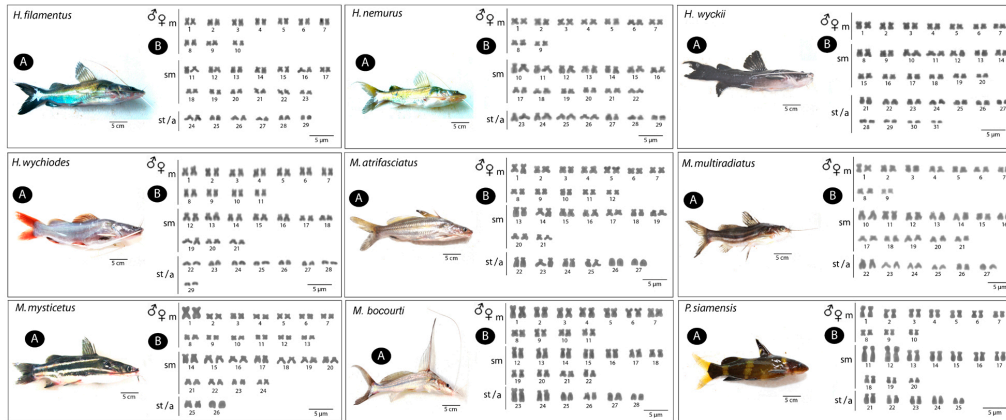 H. filamentus
♂♀ m
1 2 3 4 5 6 7
A
B
8 9 10
sm
11 12 13 14 15 16 17
18 19 20 21 22 23
st/a
24 25 26 27 28 29
5 cm
5 µm
H. nemurus
♂♀ m
1 2 3 4 5 6 7
A
B
8 9
sm
10 11 12 13 14 15 16
17 18 19 20 21 22
st/a
23 24 25 26 27 28 29
5 cm
5 µm
H. wyckii
♂♀ m
1 2 3 4 5 6 7
A
B
sm
8 9 10 11 12 13 14
15 16 17 18 19 20
st/a
21 22 23 24 25 26 27
28 29 30 31
5 cm
5 µm
H. wychiodes
♂♀ m
1 2 3 4 5 6 7
A
B
8 9 10 11
sm
12 13 14 15 16 17 18
19 20 21
st/a
22 23 24 25 26 27 28
29
5 cm
5 µm
M. atrifasciatus
♂♀ m
1 2 3 4 5 6 7
A
B
8 9 10 11 12
sm
13 14 15 16 17 18 19
20 21
st/a
22 23 24 25 26 27
5 cm
5 µm
M. multiradiatus
♂♀ m
1 2 3 4 5 6 7
A
B
8 9
sm
10 11 12 13 14 15 16
17 18 19 20 21
st/a
22 23 24 25 26 27
5 cm
5 µm
M. mysticetus
♂♀ m
1 2 3 4 5 6 7
A
B
8 9 10 11 12 13
sm
14 15 16 17 18 19 20
21 22 23 24
st/a
25 26
5 cm
5 µm
M. bocourti
♂♀ m
1 2 3 4 5 6 7
A
B
8 9 10 11
sm
12 13 14 15 16 17 18
19 20 21 22
st/a
23 24 25 26 27 28
5 cm
5 µm
P. siamensis
♂♀ m
1 2 3 4 5 6 7
A
B
8 9 10
sm
11 12 13 14 15 16 17
18 19 20
st/a
21 22 23 24 25
5 cm
5 µm